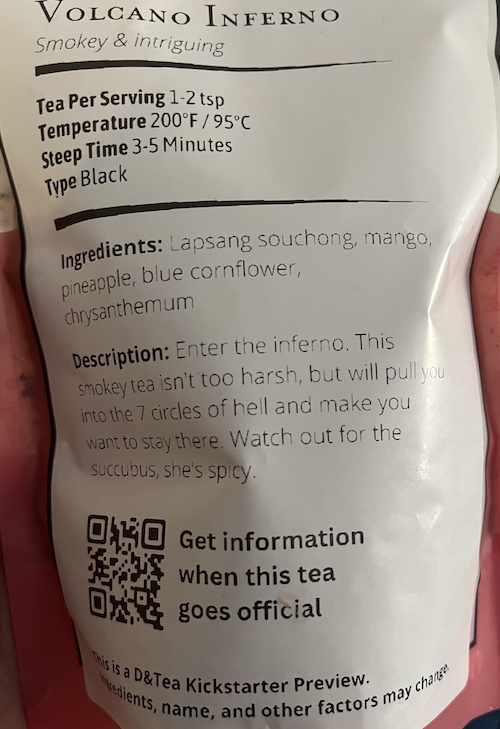 VOLCANO INFERNO
Smokey & intriguing
Tea Per Serving 1-2 tsp
Temperature 200°F / 95°C
Steep Time 3-5 Minutes
Type Black
Ingredients: Lapsang souchong, mango,
pineapple, blue cornflower,
chrysanthemum
Description: Enter the inferno. This
smokey tea isn't too harsh, but will pull you
into the 7 circles of hell and make you
want to stay there. Watch out for the
succubus, she's spicy.
Get information
when this tea
goes official
This is a D&Tea Kickstarter Preview.
Ingredients, name, and other factors may change.